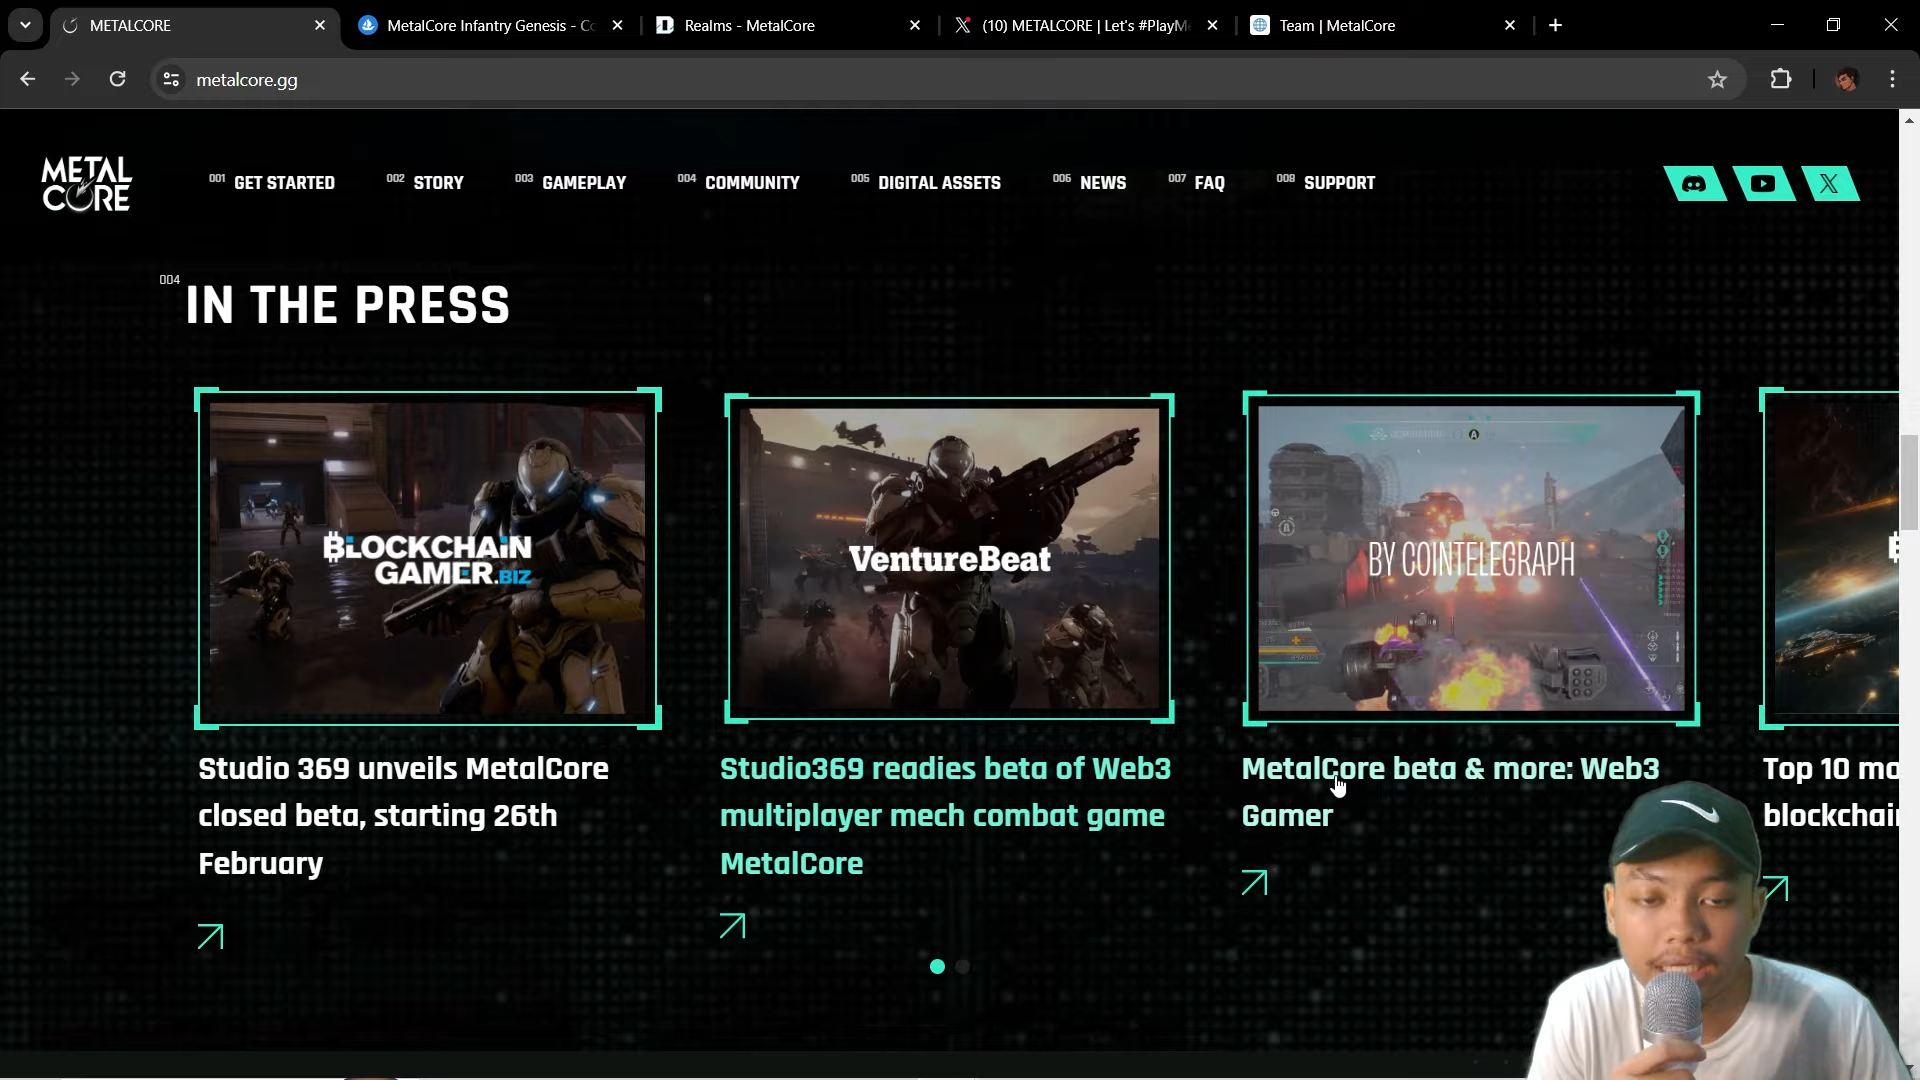 METALCORE
MetalCore Infantry Genesis - Co
Realms - MetalCore
(10) METALCORE | Let's #PlayMe
Team | MetalCore
metalcore.gg
METAL CORE
001 GET STARTED
002 STORY
003 GAMEPLAY
004 COMMUNITY
005 DIGITAL ASSETS
006 NEWS
007 FAQ
008 SUPPORT
004
IN THE PRESS
BLOCKCHAIN
GAMER.BIZ
VentureBeat
BY COINTELEGRAPH
Studio 369 unveils MetalCore
closed beta, starting 26th
February
Studio369 readies beta of Web3
multiplayer mech combat game
MetalCore
MetalCore beta & more: Web3
Gamer
Top 10 mo
blockchai